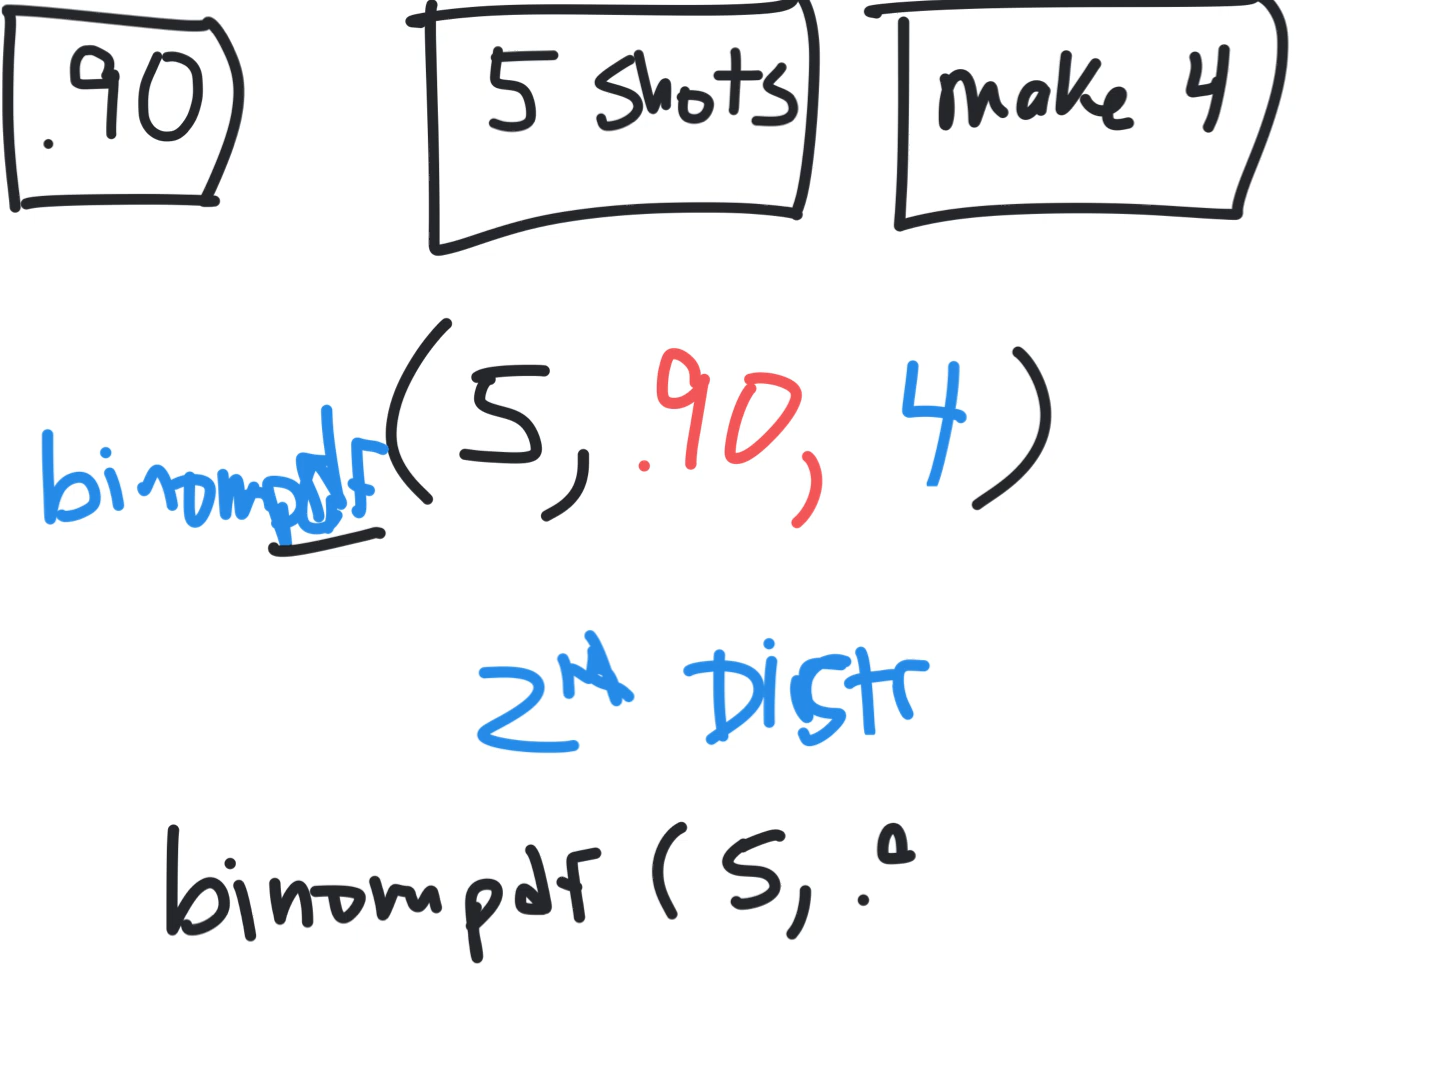 .90 5 shots make 4
binompdf(5, .90, 4)
2nd Distr
binompdf (5, .